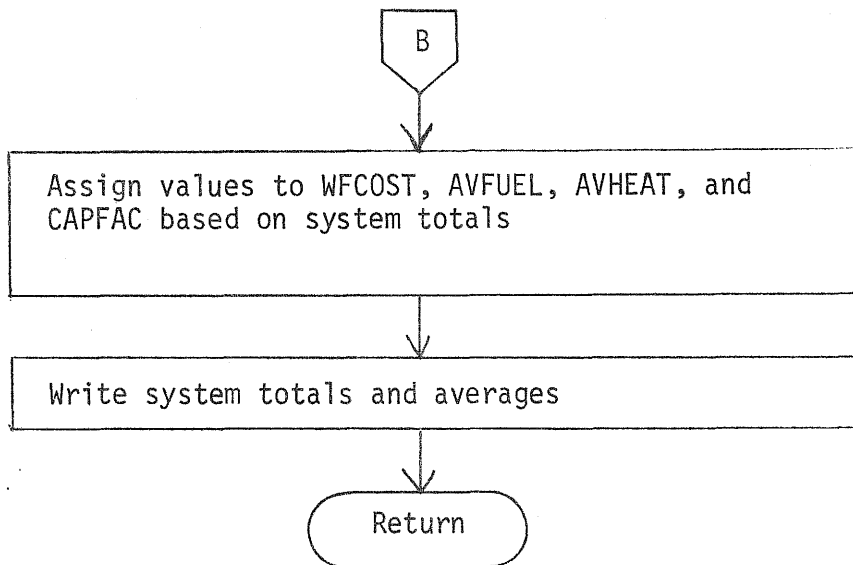 B
Assign values to WFCOST, AVFUEL, AVHEAT, and
CAPFAC based on system totals
Write system totals and averages
Return